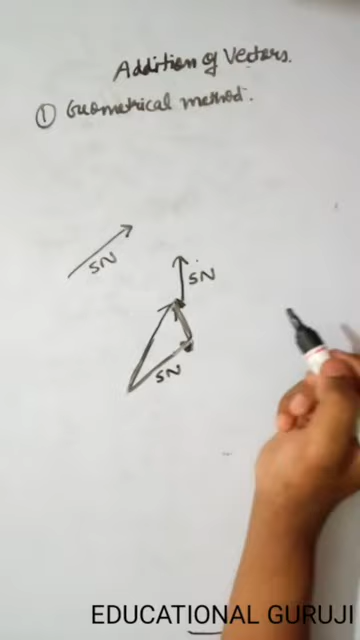 Addition of Vectors.
① Geometrical method.
5N
5N
5N
EDUCATIONAL GURUJI